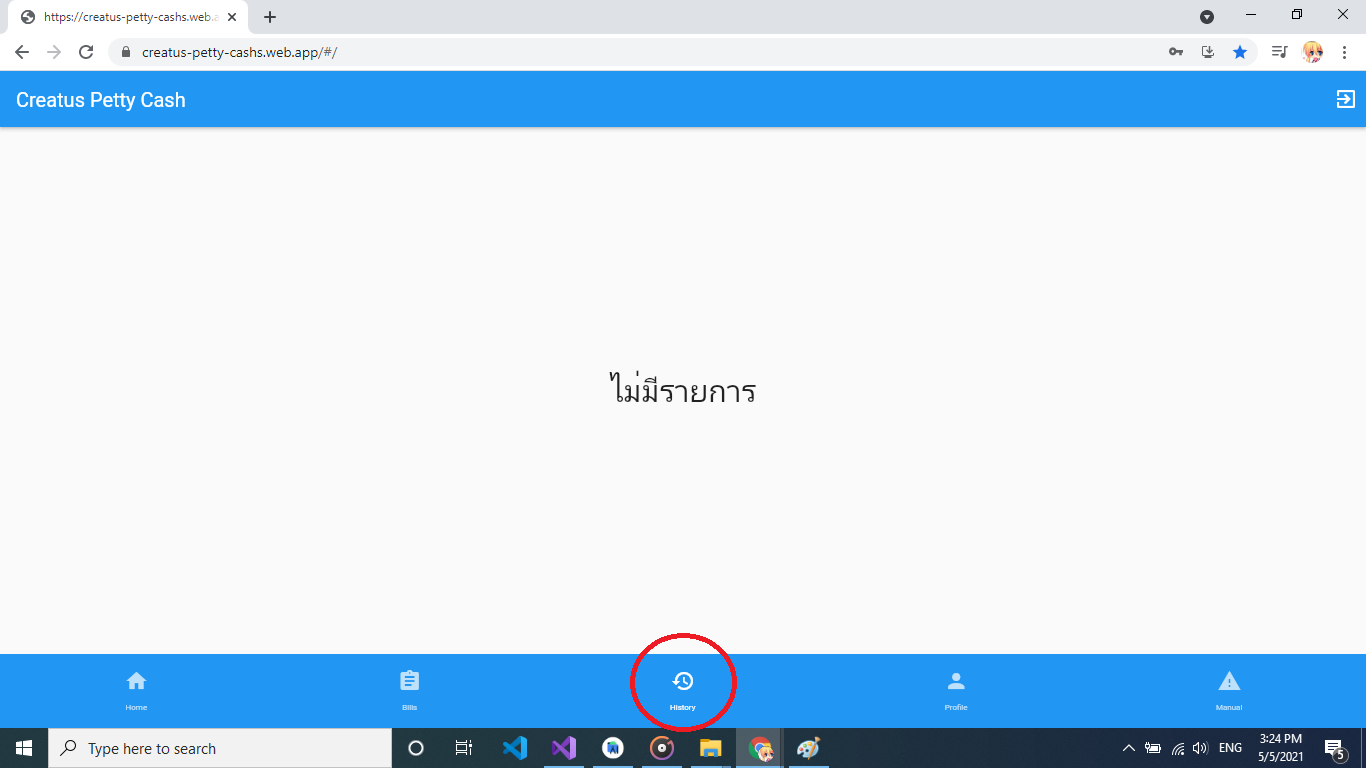 https://creatus-petty-cashs.web.a
creatus-petty-cashs.web.app/#/
Creatus Petty Cash
ไม่มีรายการ
Home
Bills
History
Profile
Manual
Type here to search
ENG
3:24 PM
5/5/2021
5